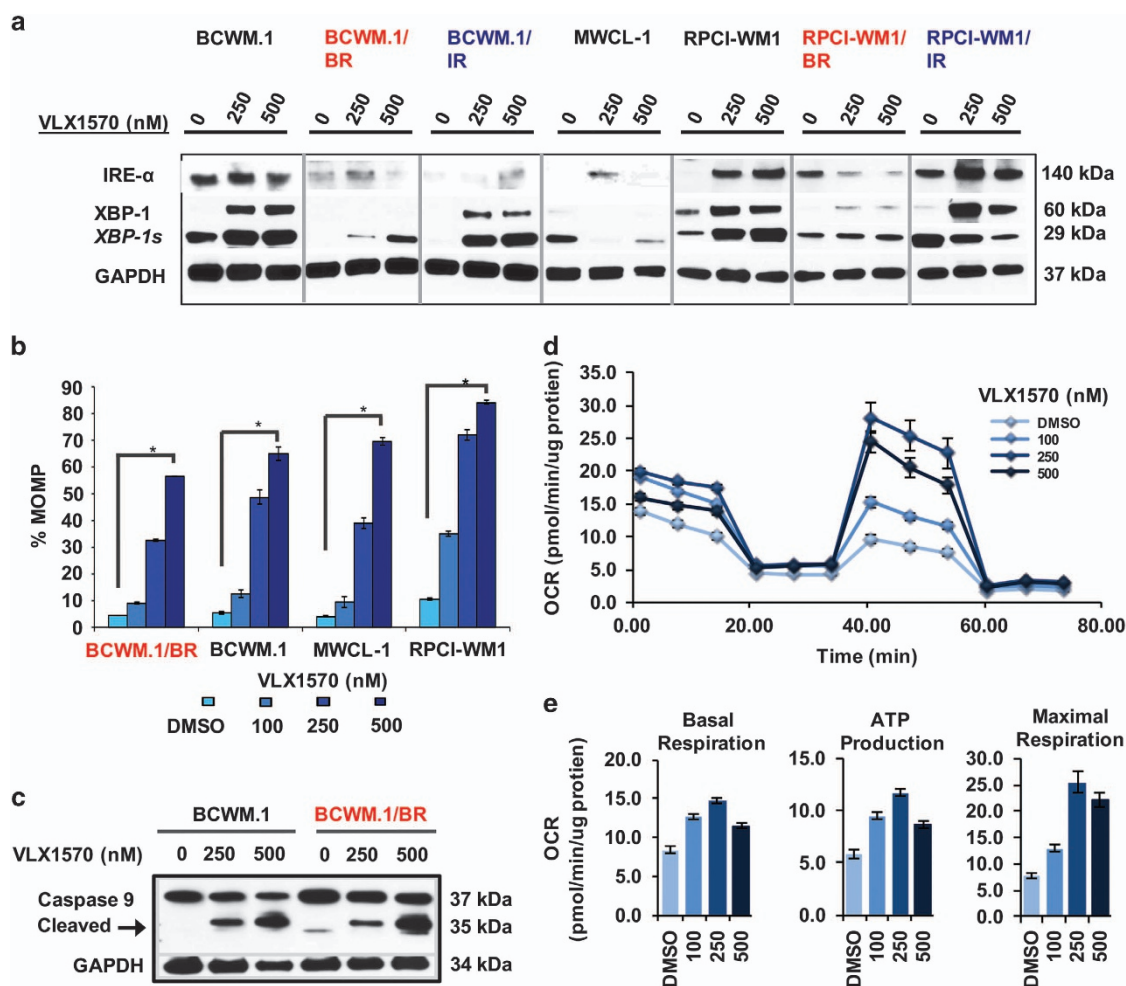 a
BCWM.1 BCWM.1/BR BCWM.1/IR MWCL-1 RPCI-WM1 RPCI-WM1/BR RPCI-WM1/IR
VLX1570 (nM) 0 250 500 0 250 500 0 250 500 0 250 500 0 250 500 0 250 500 0 250 500
IRE-α 140 kDa
XBP-1 60 kDa
XBP-1s 29 kDa
GAPDH 37 kDa
b
% MOMP
90
80
70
60
50
40
30
20
10
0
* * * *
BCWM.1/BR BCWM.1 MWCL-1 RPCI-WM1
VLX1570 (nM)
DMSO 100 250 500
c
BCWM.1 BCWM.1/BR
VLX1570 (nM) 0 250 500 0 250 500
Caspase 9 37 kDa
Cleaved 35 kDa
GAPDH 34 kDa
d
OCR (pmol/min/ug protien)
35.0
30.0
25.0
20.0
15.0
10.0
5.0
0.0
0.00 20.00 40.00 60.00 80.00
Time (min)
VLX1570 (nM)
DMSO
100
250
500
e
OCR
(pmol/min/ug protien)
Basal
Respiration
20.0
15.0
10.0
5.0
0.0
DMSO 100 250 500
ATP
Production
15.0
10.0
5.0
0.0
DMSO 100 250 500
Maximal
Respiration
30.0
25.0
20.0
15.0
10.0
5.0
0.0
DMSO 100 250 500